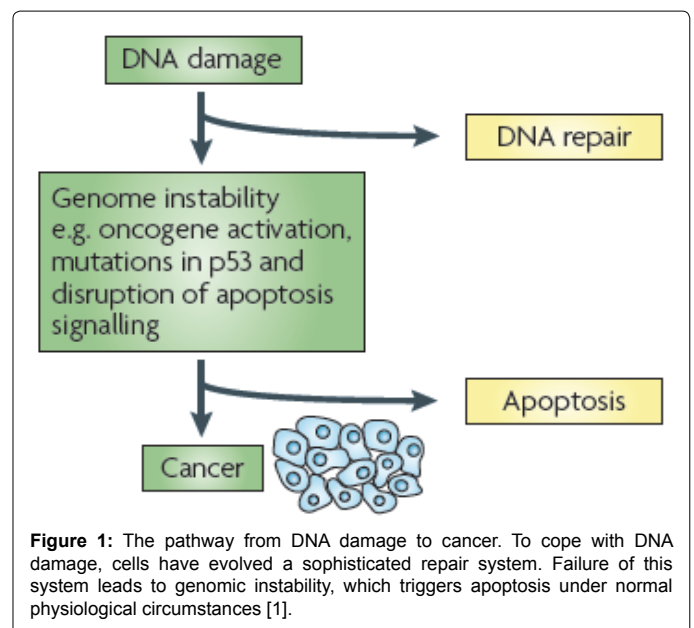 DNA damage
DNA repair
Genome instability
e.g. oncogene activation,
mutations in p53 and
disruption of apoptosis
signalling
Apoptosis
Cancer
Figure 1: The pathway from DNA damage to cancer. To cope with DNA
damage, cells have evolved a sophisticated repair system. Failure of this
system leads to genomic instability, which triggers apoptosis under normal
physiological circumstances [1].